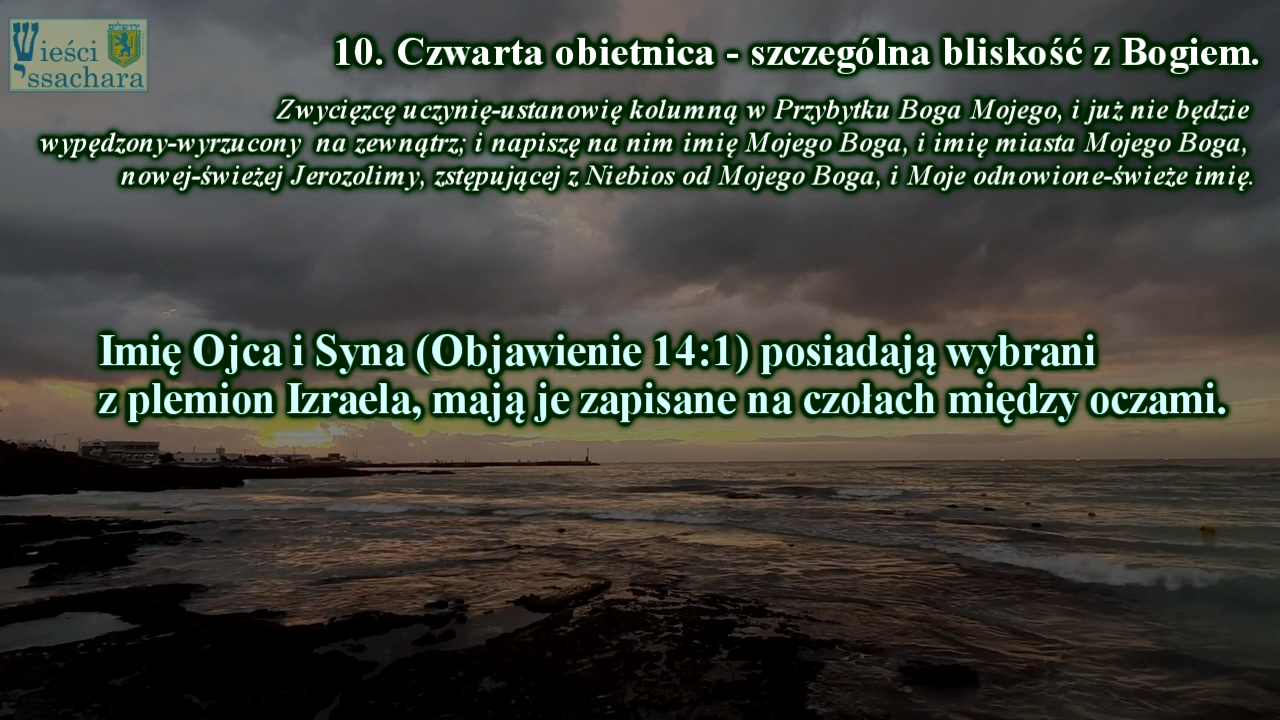 ירושלים
שieści
יssachara
10. Czwarta obietnica - szczególna bliskość z Bogiem.
Zwycięzcę uczynię-ustanowię kolumną w Przybytku Boga Mojego, i już nie będzie
wypędzony-wyrzucony na zewnątrz; i napiszę na nim imię Mojego Boga, i imię miasta Mojego Boga,
nowej-świeżej Jerozolimy, zstępującej z Niebios od Mojego Boga, i Moje odnowione-świeże imię.
Imię Ojca i Syna (Objawienie 14:1) posiadają wybrani
z plemion Izraela, mają je zapisane na czołach między oczami.